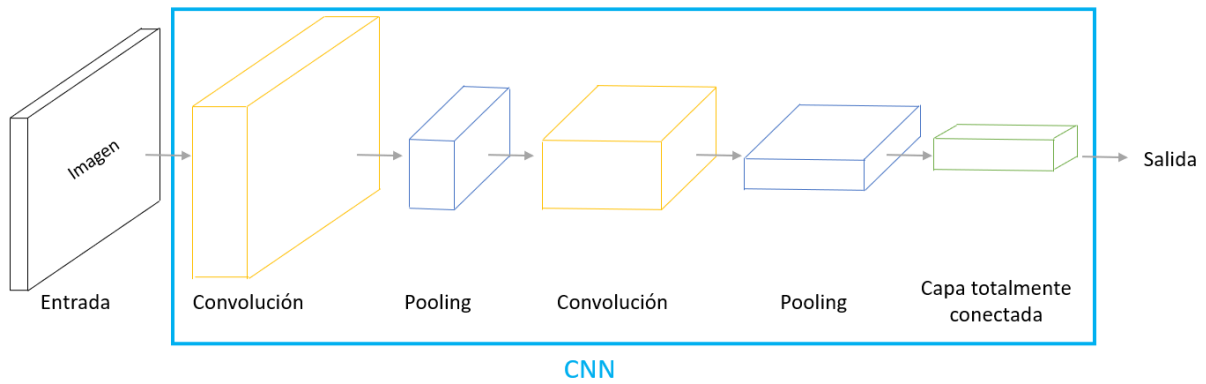 Imagen
Salida
Entrada
Convolución
Pooling
Convolución
Pooling
Capa totalmente
conectada
CNN